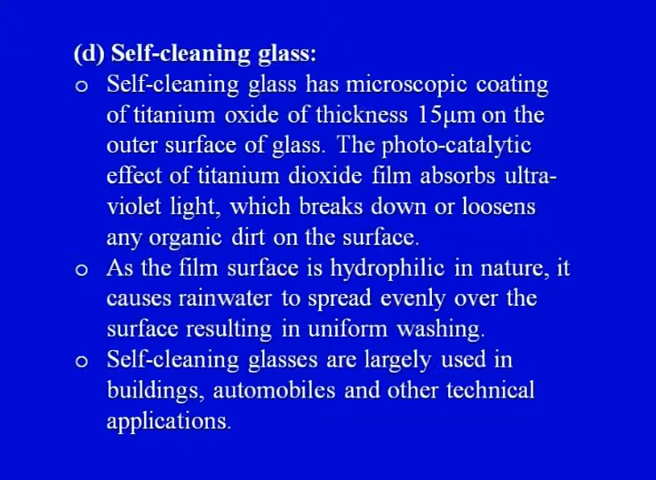 (d) Self-cleaning glass:
o Self-cleaning glass has microscopic coating
of titanium oxide of thickness 15μm on the
outer surface of glass. The photo-catalytic
effect of titanium dioxide film absorbs ultra-
violet light, which breaks down or loosens
any organic dirt on the surface.
o As the film surface is hydrophilic in nature, it
causes rainwater to spread evenly over the
surface resulting in uniform washing.
o Self-cleaning glasses are largely used in
buildings, automobiles and other technical
applications.